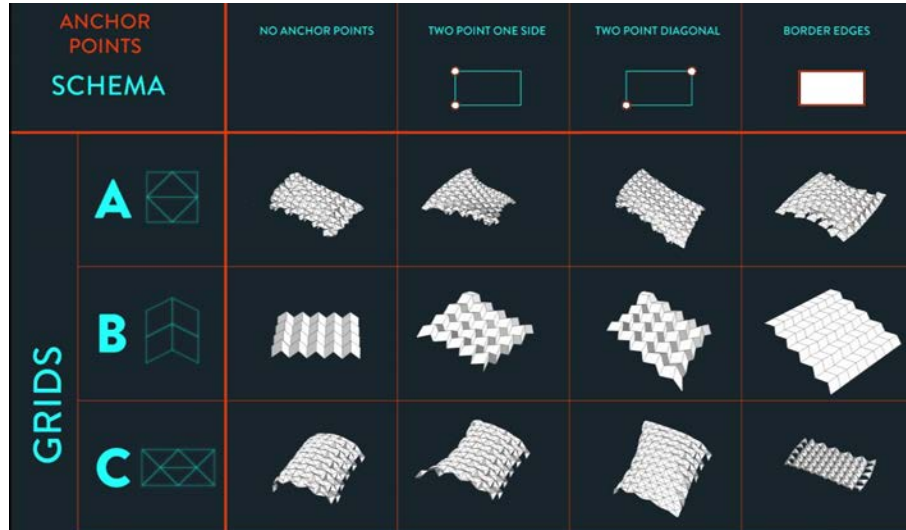 ANCHOR
POINTS
SCHEMA
NO ANCHOR POINTS
TWO POINT ONE SIDE
TWO POINT DIAGONAL
BORDER EDGES
GRIDS
A
B
C